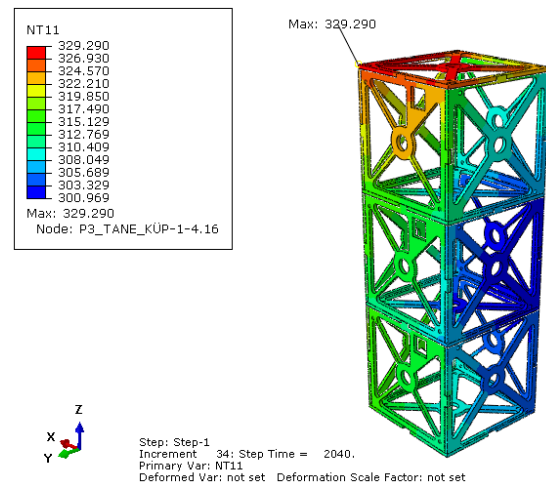 Max: 329.290
NT11
329.290
326.930
324.570
322.210
319.850
317.490
315.129
312.769
310.409
308.049
305.689
303.329
300.969
Max: 329.290
Node: P3_TANE_KÜP-1-4.16
Z
X
Y
Step: Step-1
Increment 34: Step Time = 2040.
Primary Var: NT11
Deformed Var: not set Deformation Scale Factor: not set